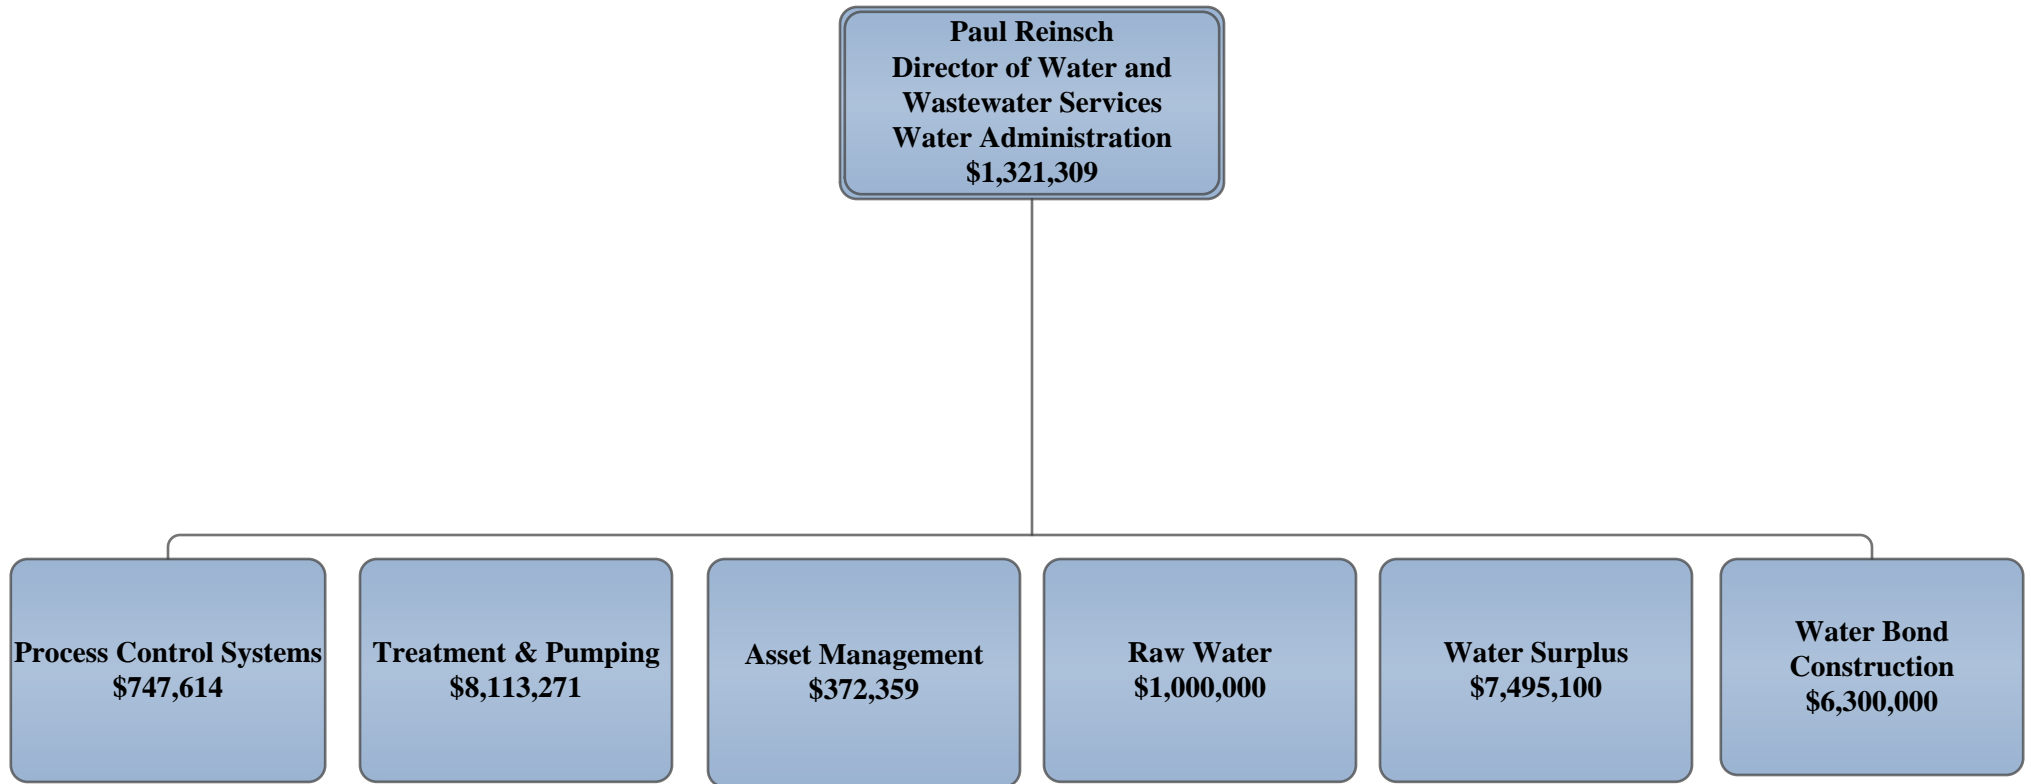 Paul Reinsch
Director of Water and
Wastewater Services
Water Administration
$1,321,309
Process Control Systems
$747,614
Treatment & Pumping
$8,113,271
Asset Management
$372,359
Raw Water
$1,000,000
Water Surplus
$7,495,100
Water Bond
Construction
$6,300,000